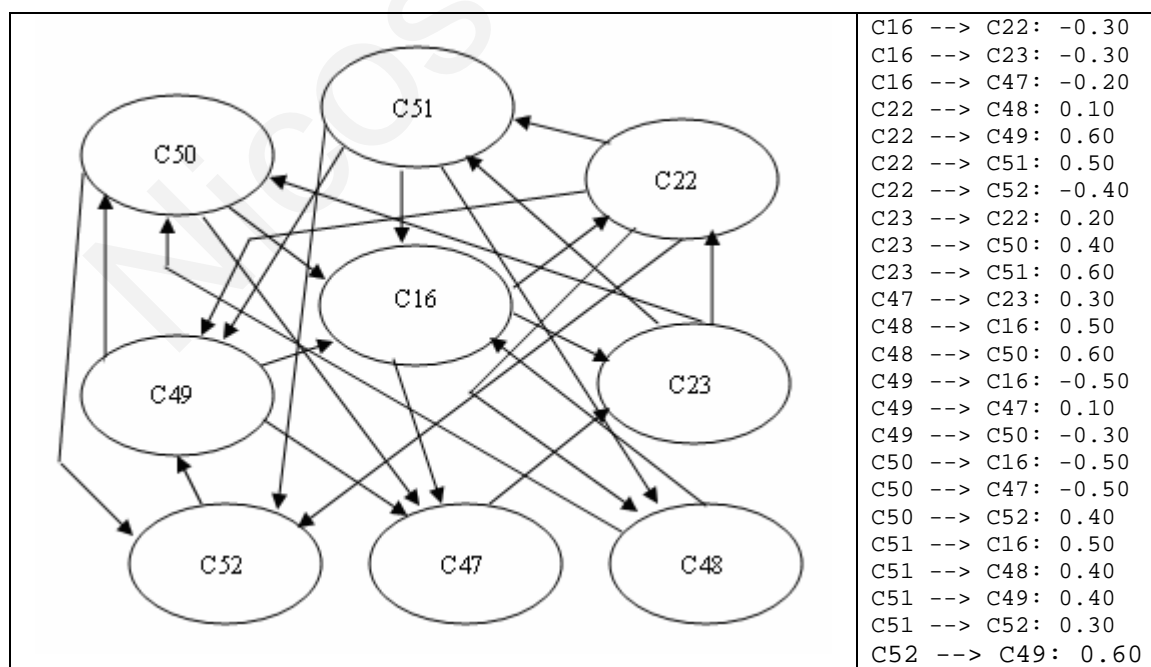 Nicos
C51
C50
C22
C16
C49
C23
C52
C47
C48
C16 --> C22: -0.30
C16 --> C23: -0.30
C16 --> C47: -0.20
C22 --> C48: 0.10
C22 --> C49: 0.60
C22 --> C51: 0.50
C22 --> C52: -0.40
C23 --> C22: 0.20
C23 --> C50: 0.40
C23 --> C51: 0.60
C47 --> C23: 0.30
C48 --> C16: 0.50
C48 --> C50: 0.60
C49 --> C16: -0.50
C49 --> C47: 0.10
C49 --> C50: -0.30
C50 --> C16: -0.50
C50 --> C47: -0.50
C50 --> C52: 0.40
C51 --> C16: 0.50
C51 --> C48: 0.40
C51 --> C49: 0.40
C51 --> C52: 0.30
C52 --> C49: 0.60